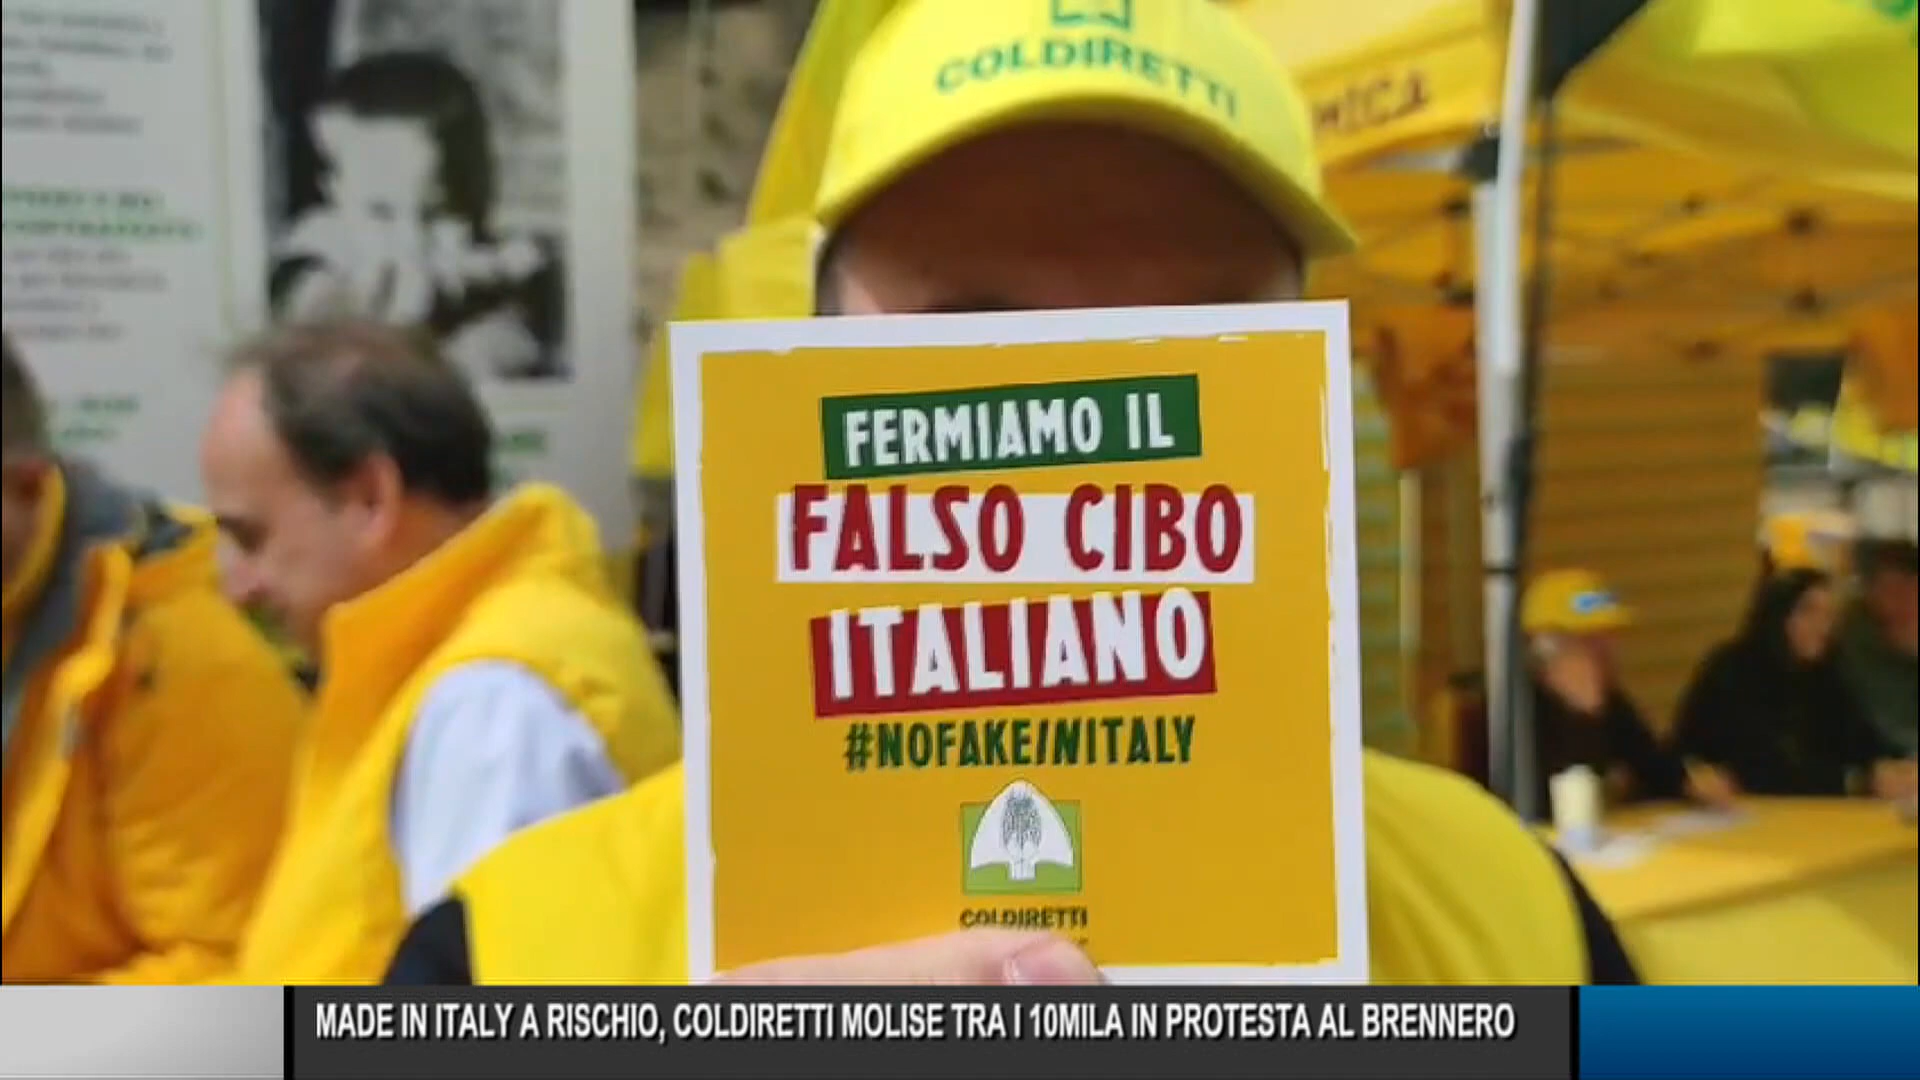 COLDIRETTI
MICA
FERMIAMO IL
FALSO CIBO
ITALIANO
#NOFAKEINITALY
COLDIRETTI
MADE IN ITALY A RISCHIO, COLDIRETTI MOLISE TRA I 10MILA IN PROTESTA AL BRENNERO